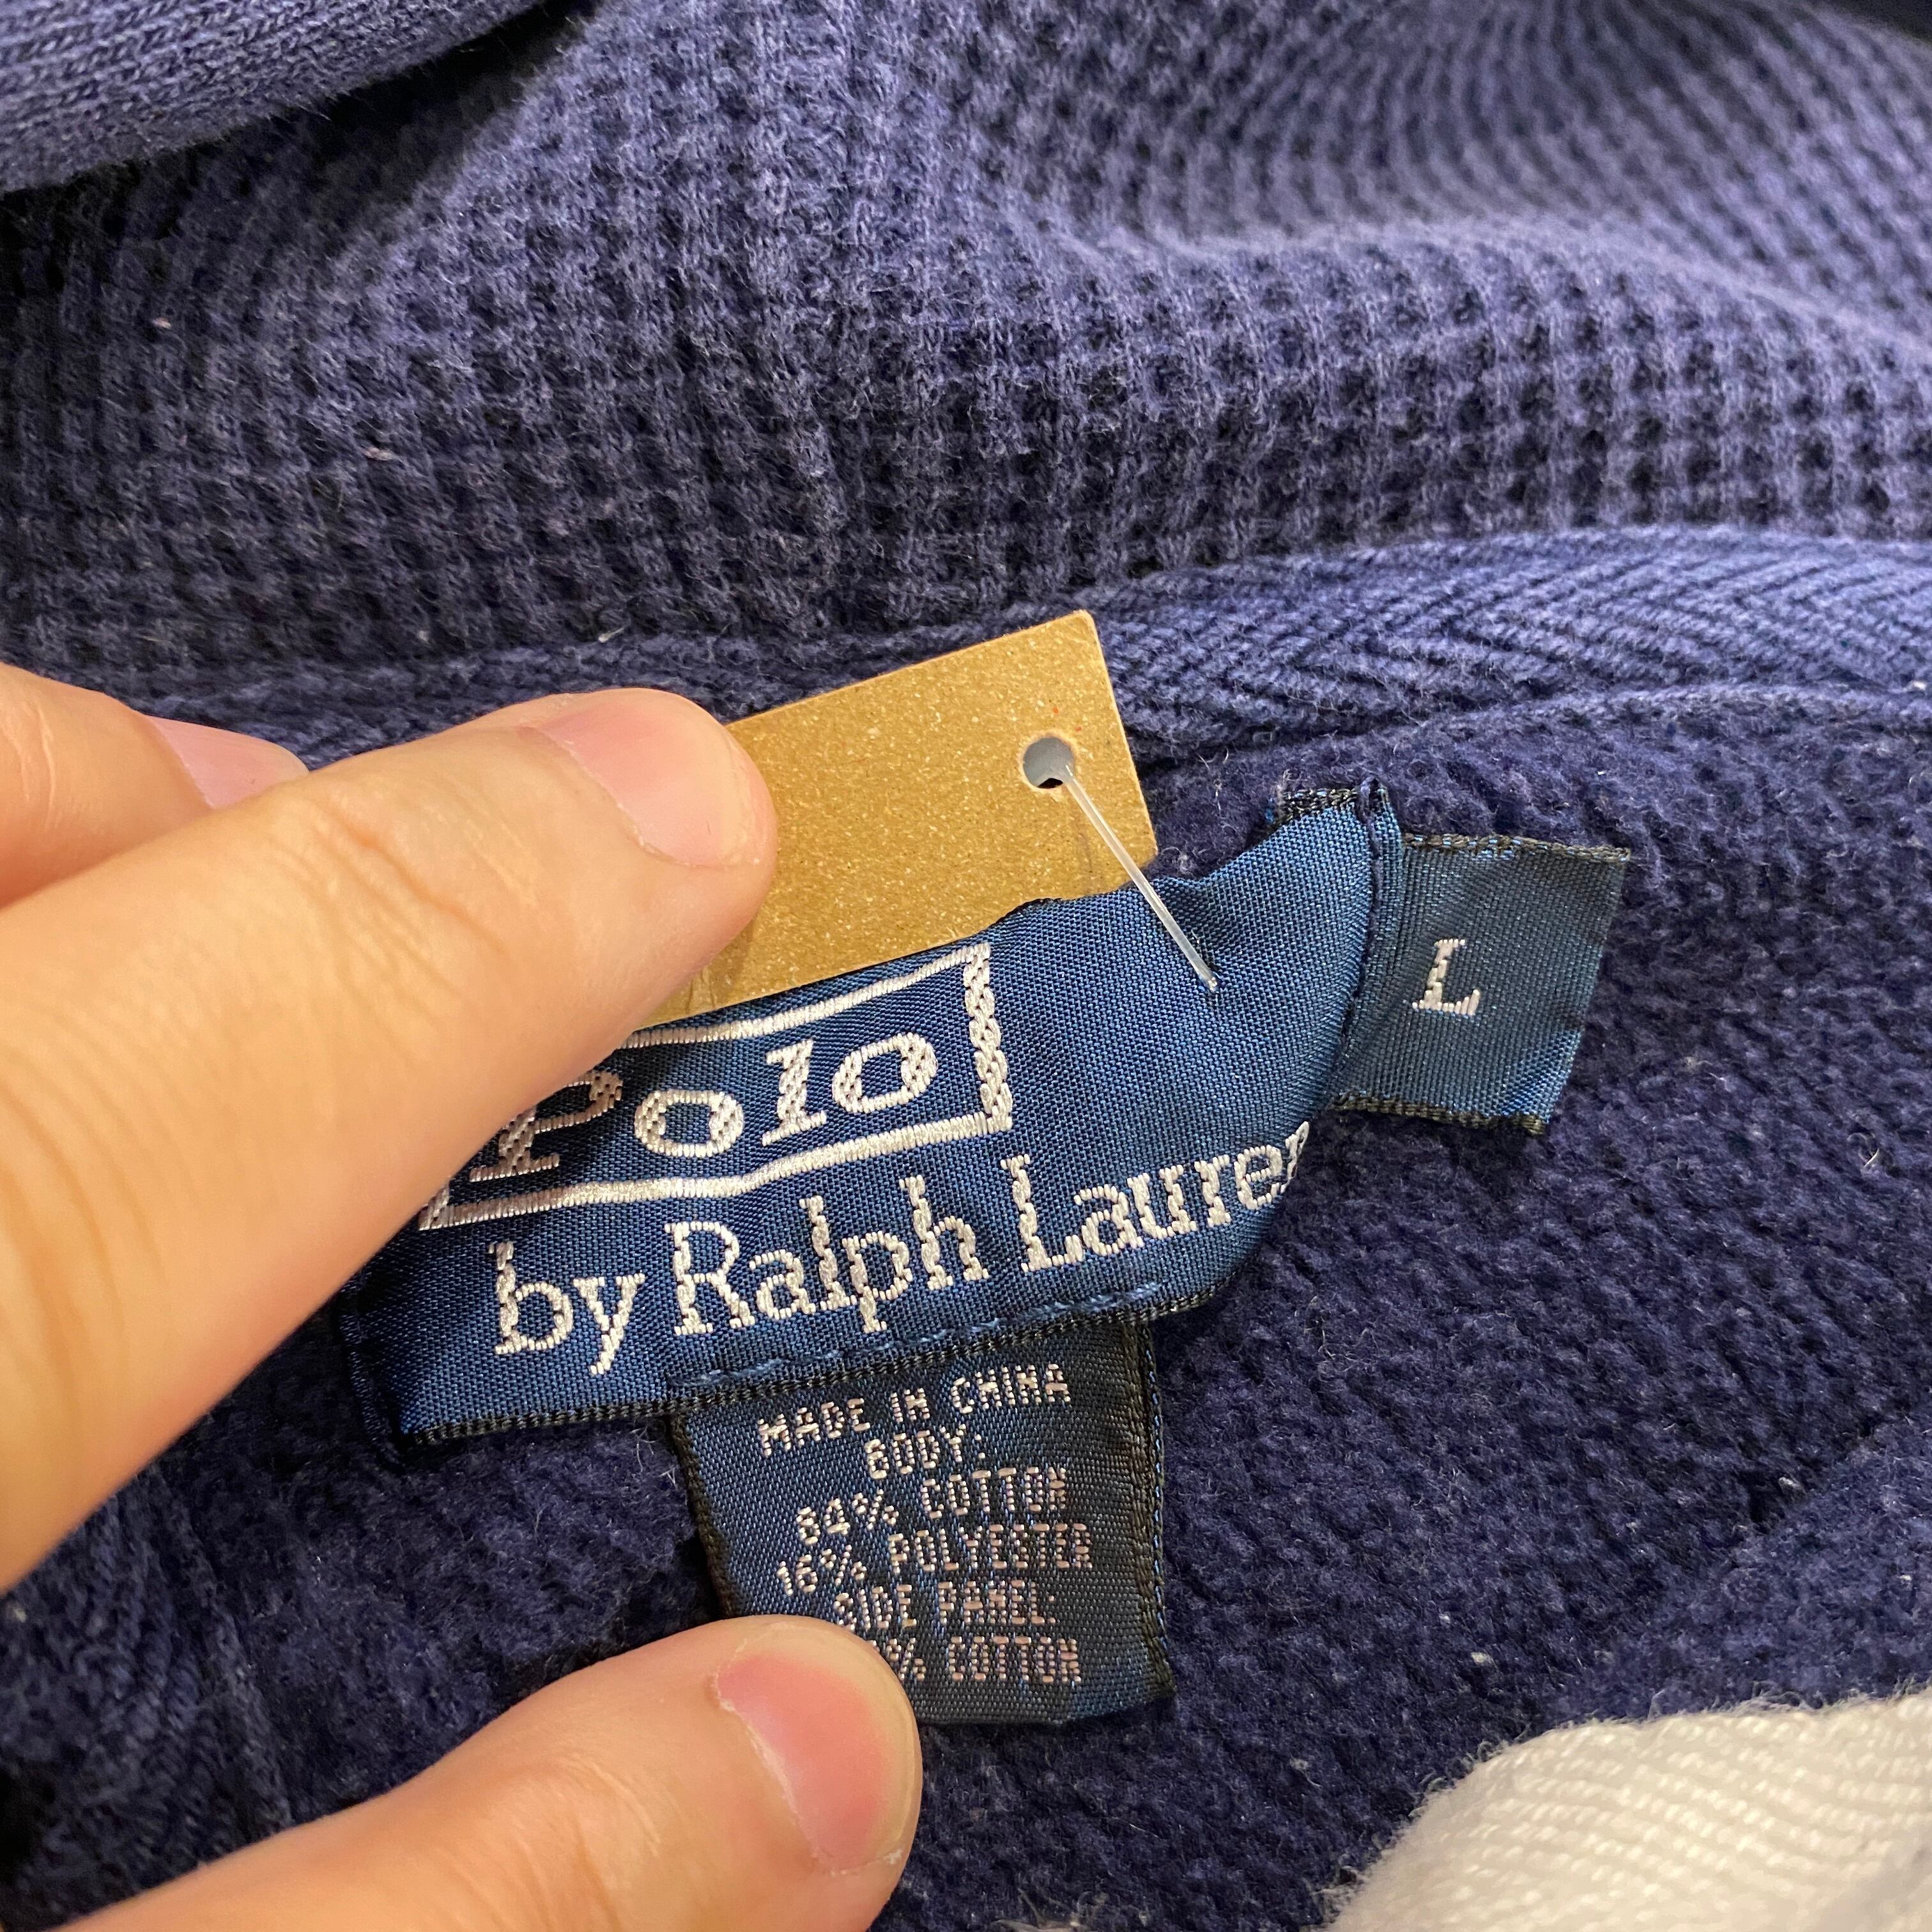 Polo
by Ralph Lauren
L
MADE IN CHINA
BODY:
84% COTTON
16% POLYESTER
SIDE PANEL:
% COTTON